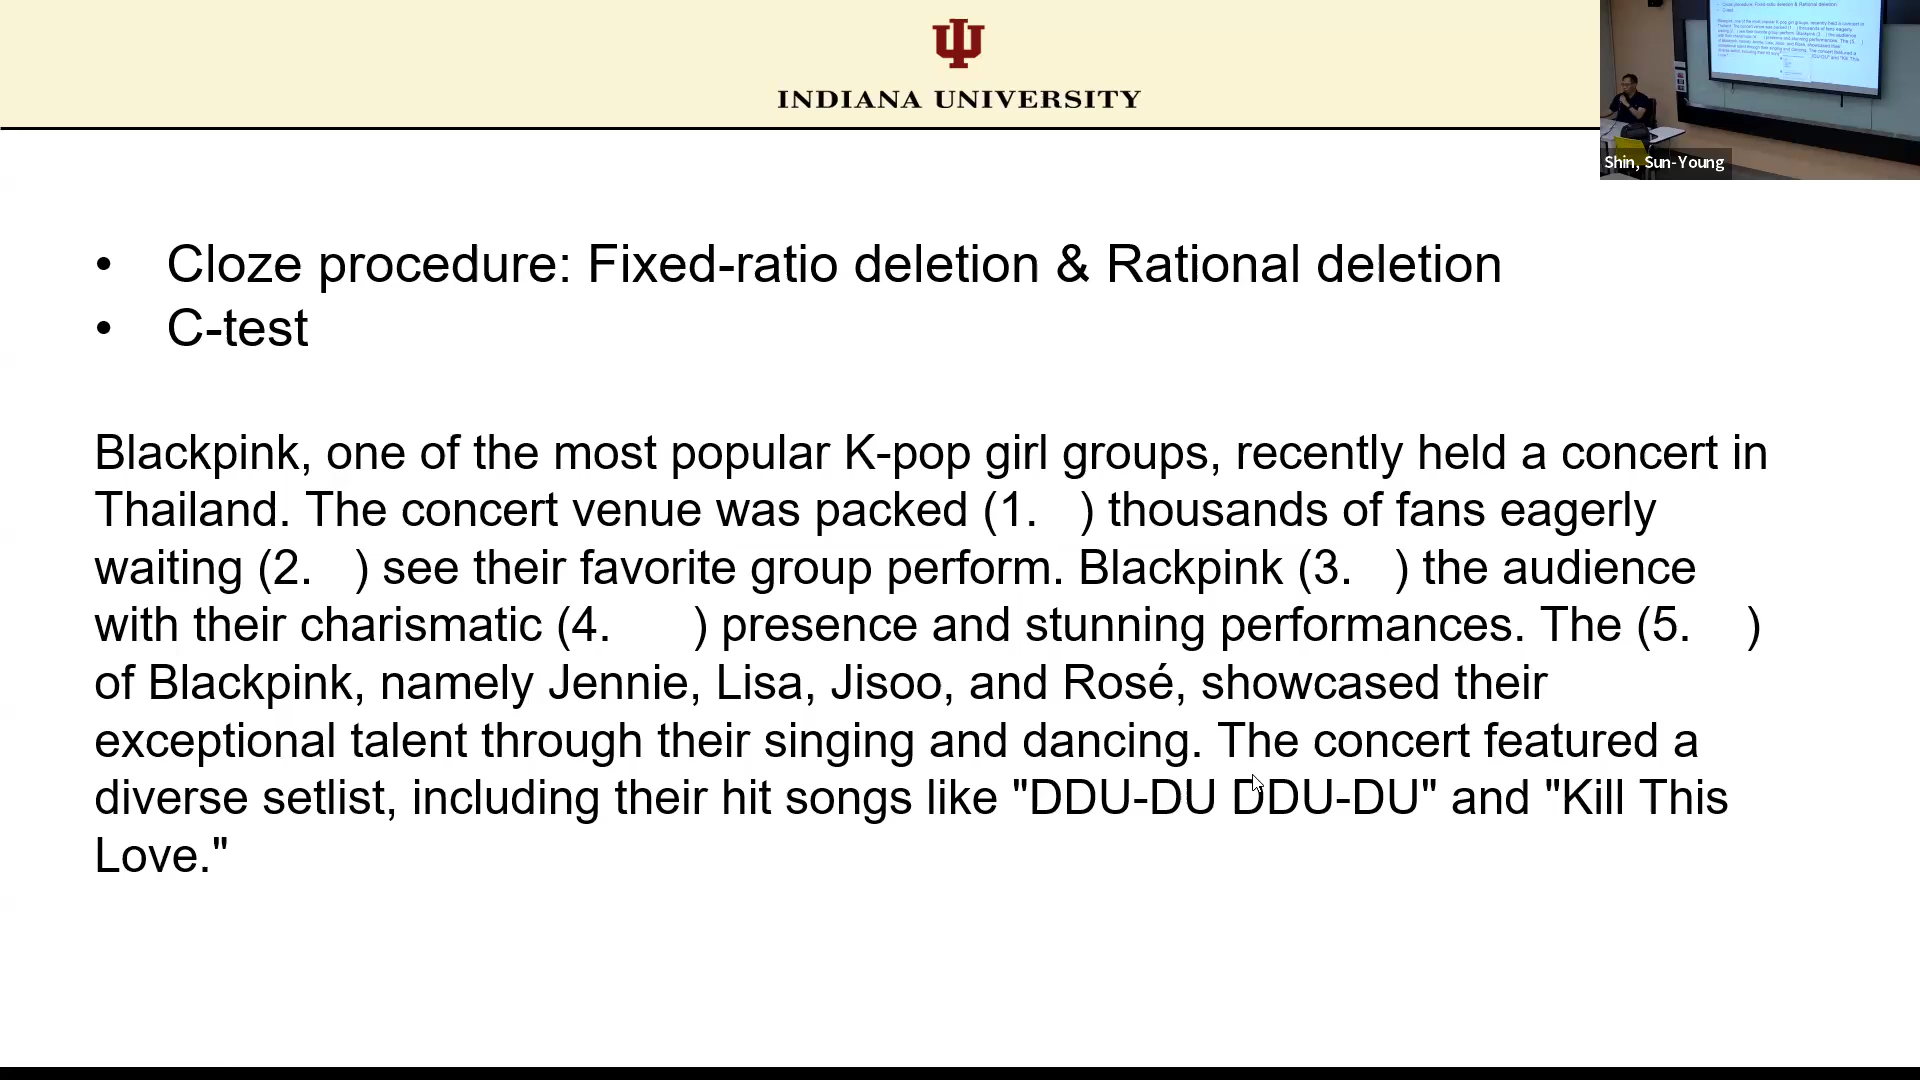 INDIANA UNIVERSITY
Shin, Sun-Young
• Cloze procedure: Fixed-ratio deletion & Rational deletion
• C-test
Blackpink, one of the most popular K-pop girl groups, recently held a concert in
Thailand. The concert venue was packed (1. ) thousands of fans eagerly
waiting (2. ) see their favorite group perform. Blackpink (3. ) the audience
with their charismatic (4. ) presence and stunning performances. The (5. )
of Blackpink, namely Jennie, Lisa, Jisoo, and Rosé, showcased their
exceptional talent through their singing and dancing. The concert featured a
diverse setlist, including their hit songs like "DDU-DU DDU-DU" and "Kill This
Love."